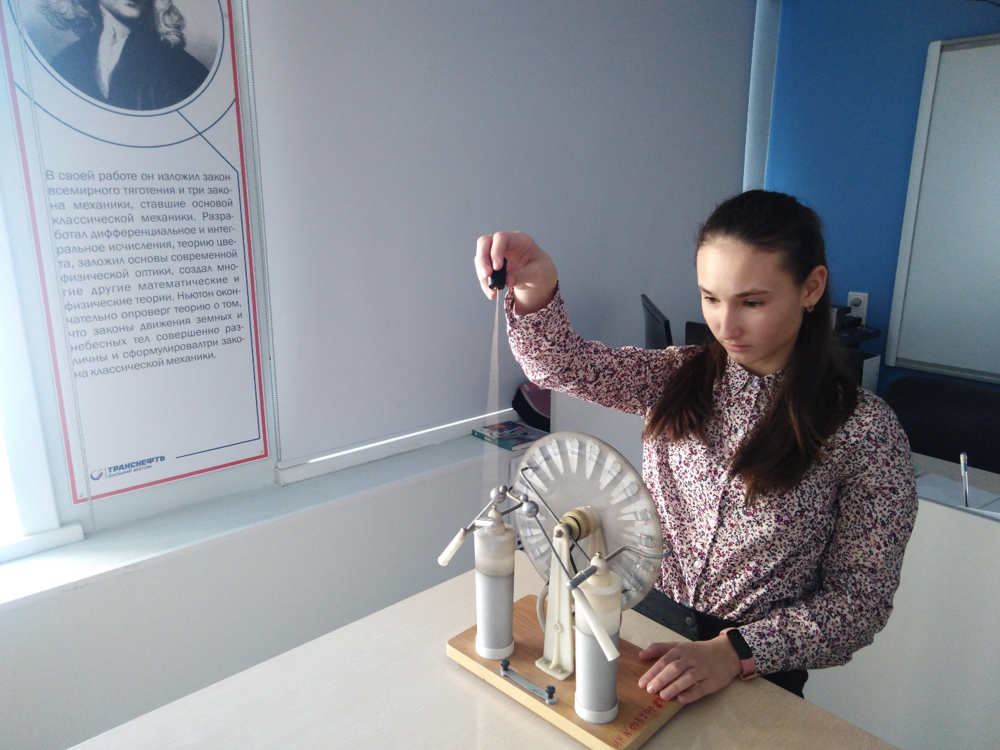 В своей работе он изложил закон
всемирного тяготения и три зако-
на механики, ставшие основой
классической механики. Разра-
ботал дифференциальное и интег-
ральное исчисления, теорию цве-
та, заложил основы современной
физической оптики, создал мно-
гие другие математические и
физические теории. Ньютон окон-
чательно опроверг теорию о том,
что законы движения земных и
небесных тел совершенно раз-
личны и сформулировалтри зако-
на классической механики.
ТРАНСНЕФТЬ
ДАЛЬНИЙ ВОСТОК
ИН №